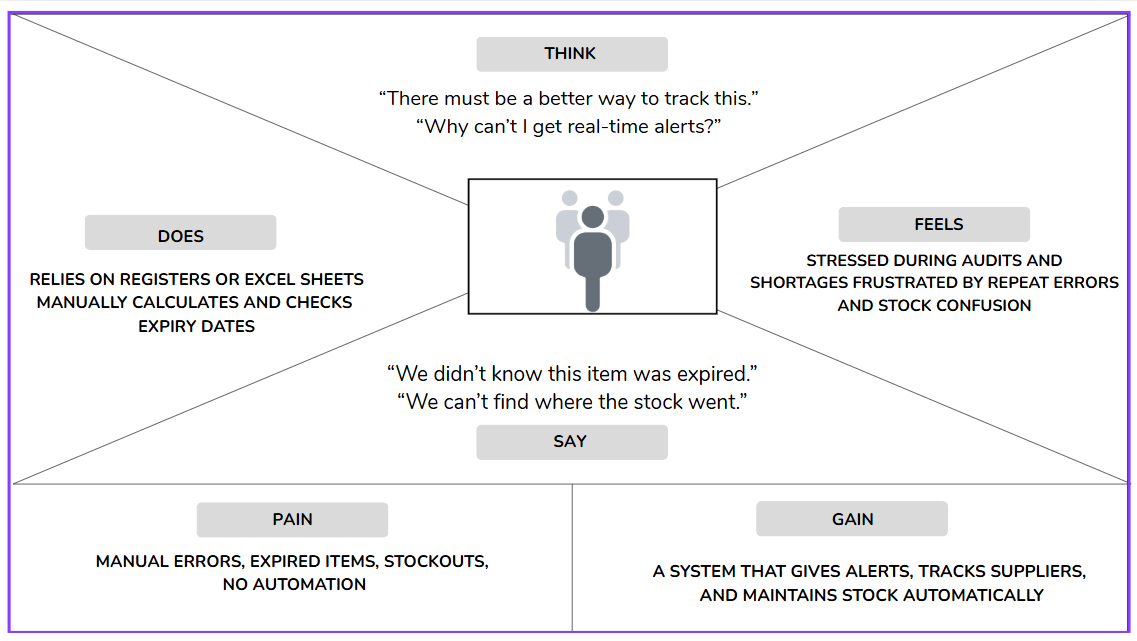 THINK
“There must be a better way to track this.”
“Why can’t I get real-time alerts?”
DOES
RELIES ON REGISTERS OR EXCEL SHEETS
MANUALLY CALCULATES AND CHECKS
EXPIRY DATES
FEELS
STRESSED DURING AUDITS AND
SHORTAGES FRUSTRATED BY REPEAT ERRORS
AND STOCK CONFUSION
“We didn’t know this item was expired.”
“We can’t find where the stock went.”
SAY
PAIN
MANUAL ERRORS, EXPIRED ITEMS, STOCKOUTS,
NO AUTOMATION
GAIN
A SYSTEM THAT GIVES ALERTS, TRACKS SUPPLIERS,
AND MAINTAINS STOCK AUTOMATICALLY